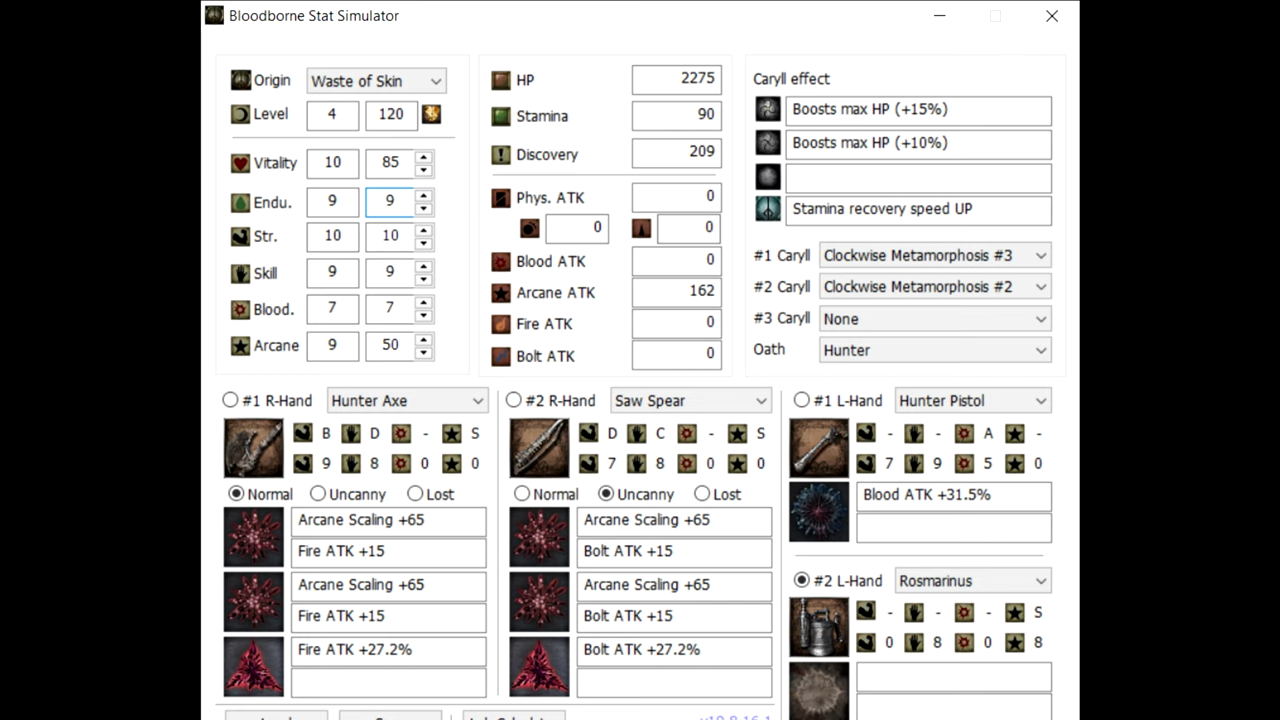 Bloodborne Stat Simulator
Origin Waste of Skin
Level 4 120
Vitality 10 85
Endu. 9 9
Str. 10 10
Skill 9 9
Blood. 7 7
Arcane 9 50
HP 2275
Stamina 90
Discovery 209
Phys. ATK 0
0 0
Blood ATK 0
Arcane ATK 162
Fire ATK 0
Bolt ATK 0
Caryll effect
Boosts max HP (+15%)
Boosts max HP (+10%)
Stamina recovery speed UP
#1 Caryll Clockwise Metamorphosis #3
#2 Caryll Clockwise Metamorphosis #2
#3 Caryll None
Oath Hunter
#1 R-Hand Hunter Axe
B D - S
9 8 0 0
Normal Uncanny Lost
Arcane Scaling +65
Fire ATK +15
Arcane Scaling +65
Fire ATK +15
Fire ATK +27.2%
#2 R-Hand Saw Spear
D C - S
7 8 0 0
Normal Uncanny Lost
Arcane Scaling +65
Bolt ATK +15
Arcane Scaling +65
Bolt ATK +15
Bolt ATK +27.2%
#1 L-Hand Hunter Pistol
- - A -
7 9 5 0
Blood ATK +31.5%
#2 L-Hand Rosmarinus
- - - S
0 8 0 8